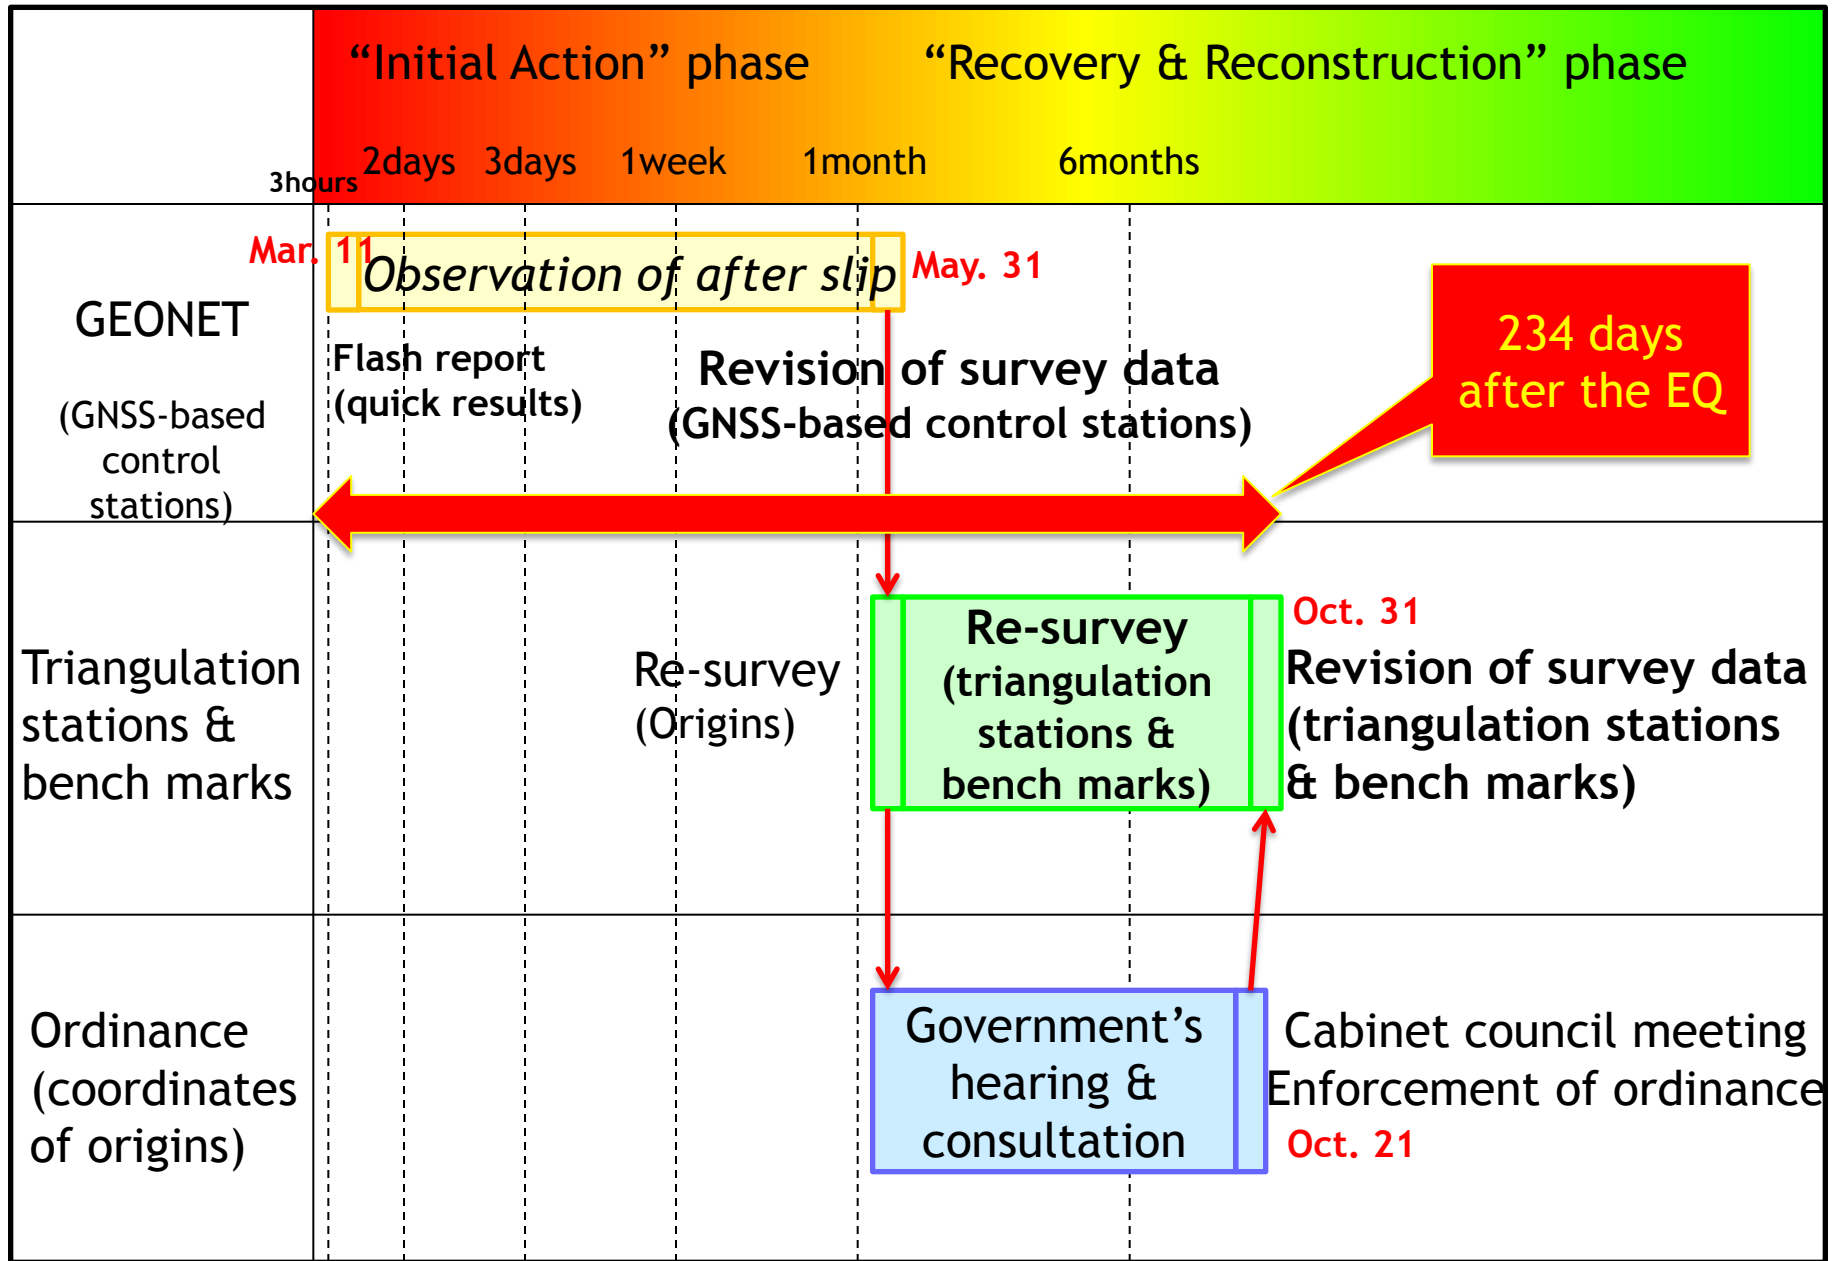 “Initial Action” phase
“Recovery & Reconstruction” phase
3hours
2days
3days
1week
1month
6months
GEONET
(GNSS-based
control
stations)
Mar. 11
Observation of after slip
May. 31
Flash report
(quick results)
Revision of survey data
(GNSS-based control stations)
234 days
after the EQ
Triangulation
stations &
bench marks
Re-survey
(Origins)
Re-survey
(triangulation
stations &
bench marks)
Oct. 31
Revision of survey data
(triangulation stations
& bench marks)
Ordinance
(coordinates
of origins)
Government’s
hearing &
consultation
Cabinet council meeting
Enforcement of ordinance
Oct. 21